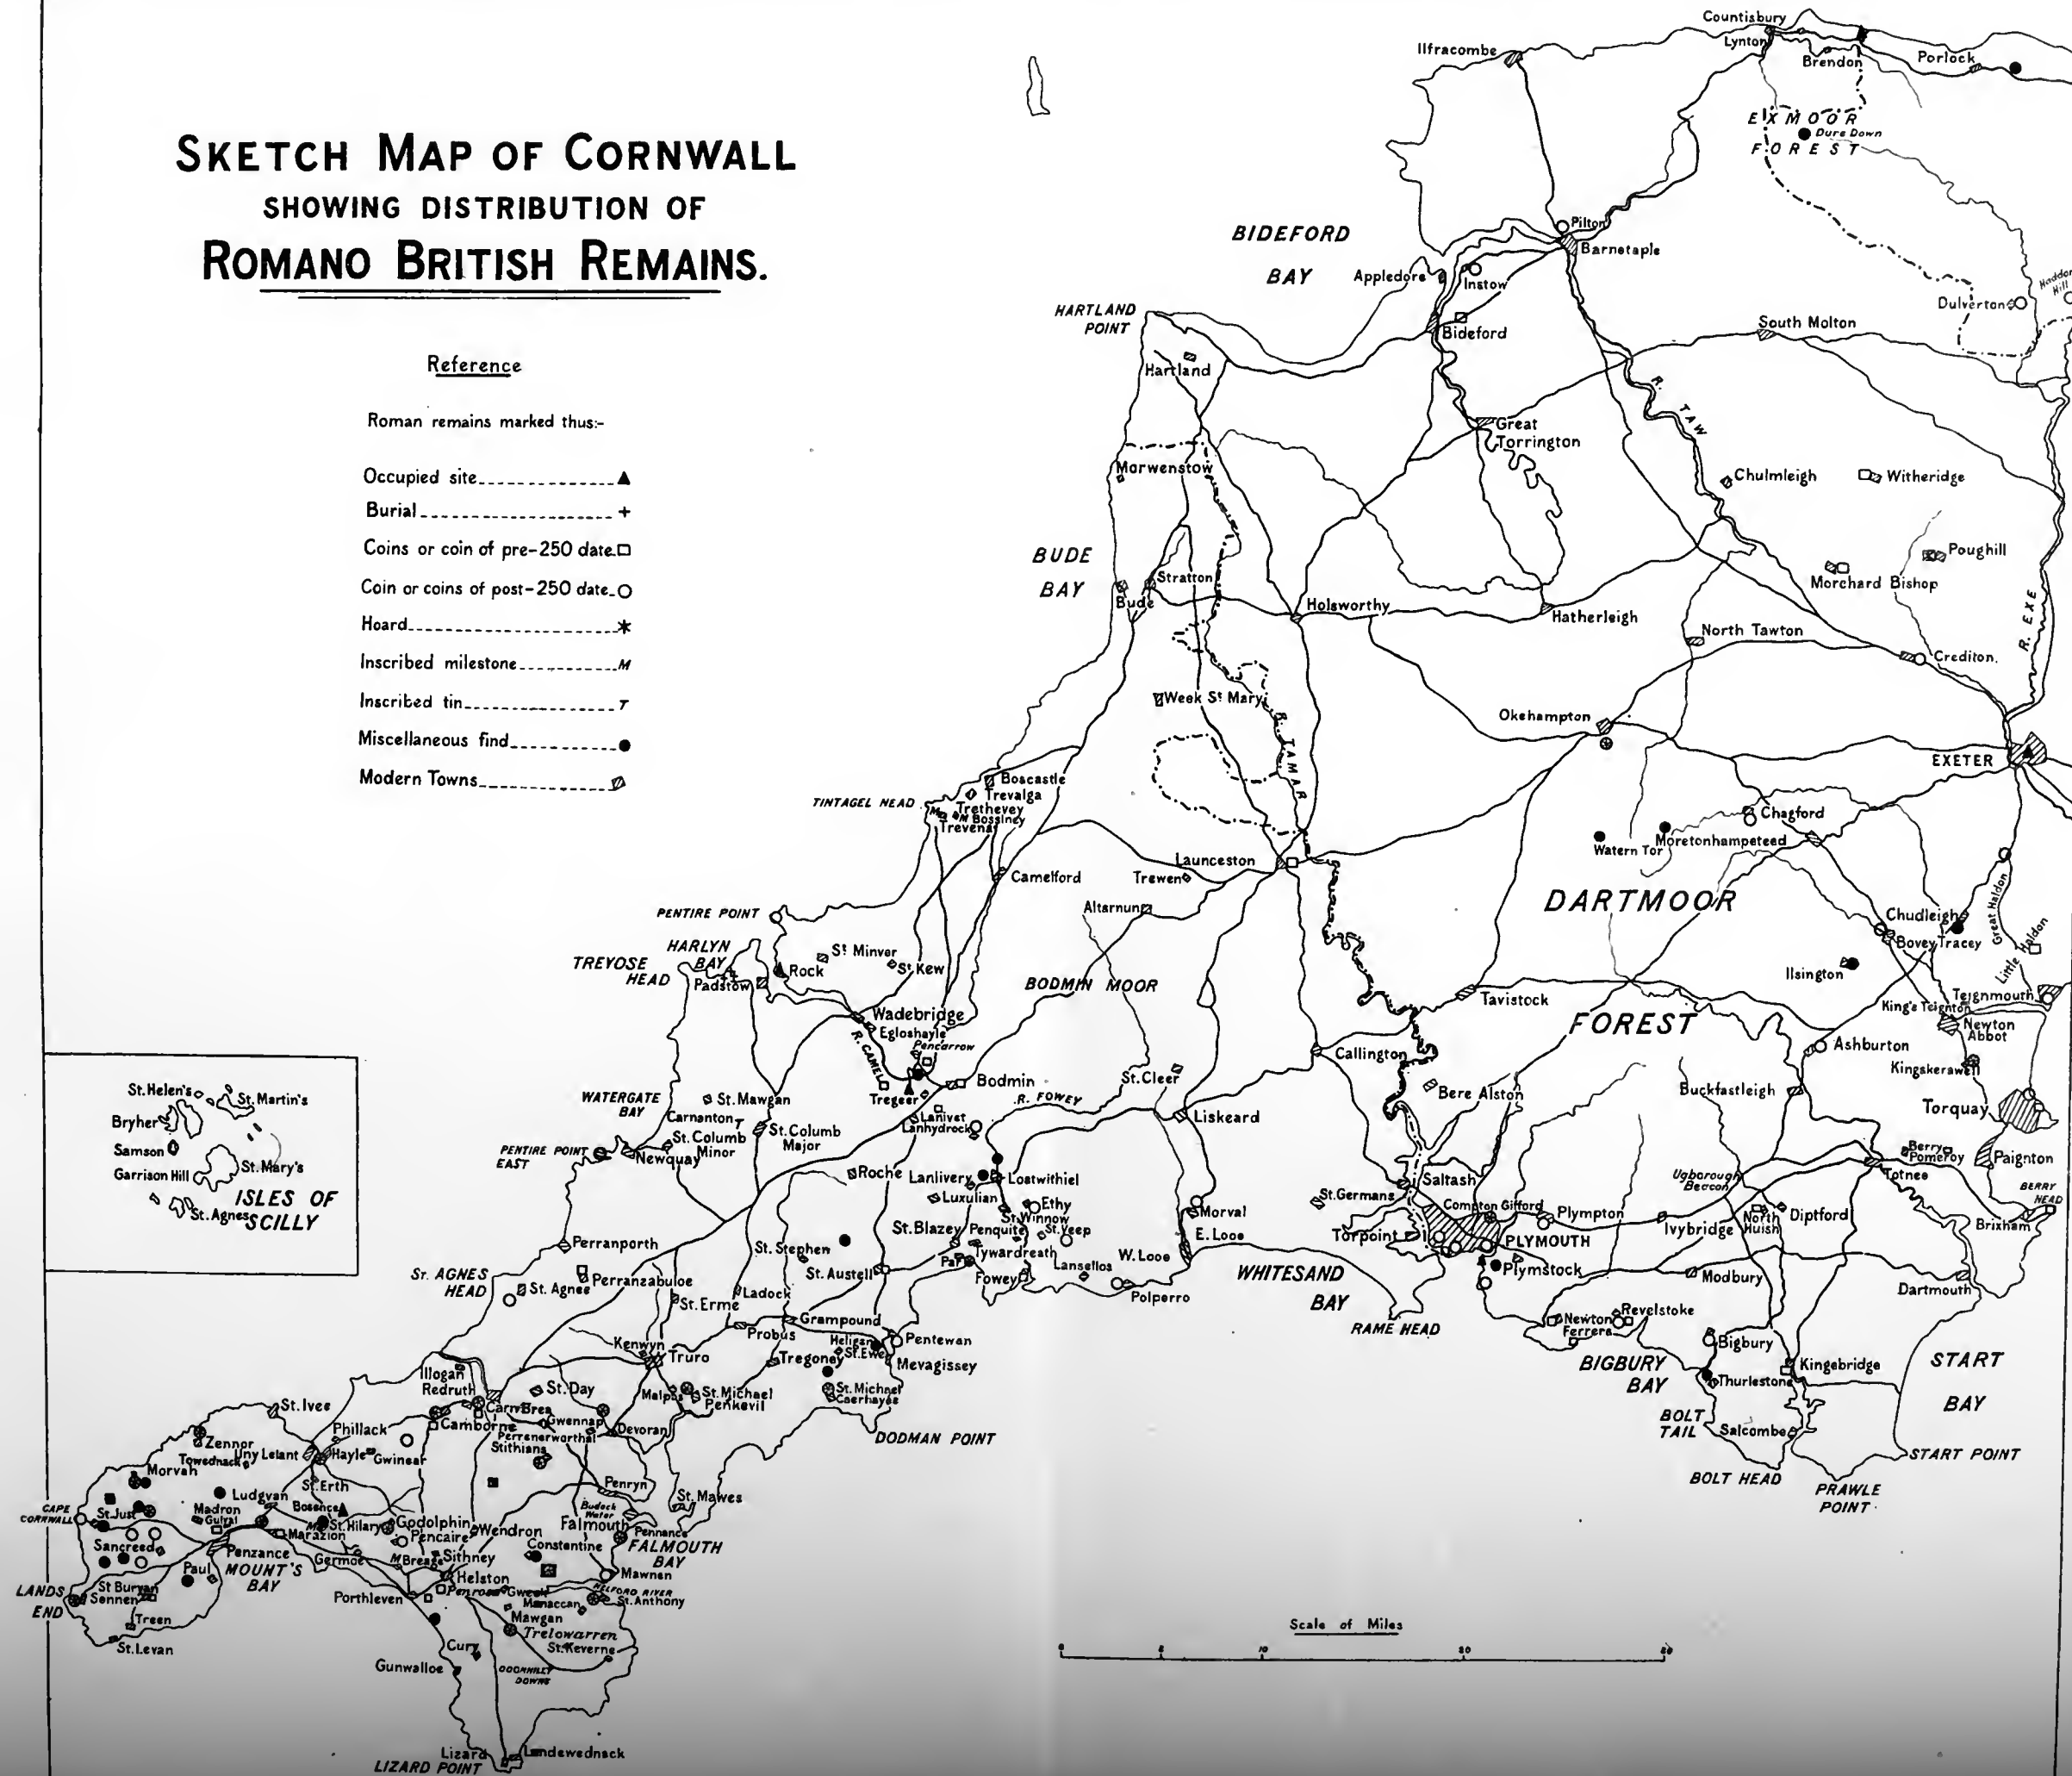 SKETCH MAP OF CORNWALL
SHOWING DISTRIBUTION OF
ROMANO BRITISH REMAINS.
Reference
Roman remains marked thus:-
Occupied site
Burial +
Coins or coin of pre-250 date
Coin or coins of post-250 date
Hoard
Inscribed milestone M
Inscribed tin T
Miscellaneous find
Modern Towns
Countisbury
Lynton
Brendon
Porlock
Ilfracombe
EXMOOR
Dure Down
FOREST
Pilton
Barnstaple
BIDEFORD
BAY
Appledore
Instow
Bideford
HARTLAND
POINT
Hartland
South Molton
Dulverton
Haddon
Hill
R. TAW
Great
Torrington
Morwenstow
Chulmleigh
Witheridge
Poughill
Morchard Bishop
BUDE
BAY
Stratton
Bude
Holsworthy
Hatherleigh
North Tawton
Crediton.
R. EXE
Week St Mary
R. TAMAR
Okehampton
EXETER
Boscastle
Trevalga
Trethevey
M Bossiney
TINTAGEL HEAD
M
Trevena
Chagford
Watern Tor
Moretonhampstead
Launceston
Trewen
Camelford
Altarnun
DARTMOOR
FOREST
Chudleigh
Bovey Tracey
Great Haldon
Little Haldon
Ilsington
PENTIRE POINT
HARLYN
BAY
TREVOSE
HEAD
Padstow
Rock
St Minver
St Kew
BODMIN MOOR
Tavistock
Teignmouth
King's Teignton
Newton
Abbot
Wadebridge
Egloshayle
Pencarrow
R. CAMEL
Callington
Ashburton
Kingskerswell
Bodmin
St.Cleer
Tregear
R. FOWEY
Bere Alston
Buckfastleigh
Torquay
WATERGATE
BAY
St.Mawgan
Carnanton T
St.Columb
Minor
St.Columb
Major
Lanivet
Lanhydrock
Liskeard
PENTIRE POINT
EAST
Newquay
Berry
Pomeroy
Paignton
Totnes
BERRY
HEAD
Brixham
Roche
Lanlivery
Lostwithiel
Luxulian
Ethy
St.Winnow
St.Veep
St.Germans
Saltash
Ugborough
Beacon
Compton Gifford
Plympton
Ivybridge
North
Huish
Diptford
Morval
E. Looe
W. Looe
Torpoint
PLYMOUTH
Plymstock
St.Blazey
Penquite
Tywardreath
Par
Lansallos
Fowey
Polperro
Perranporth
St. Stephen
St.Austell
WHITESAND
BAY
Modbury
Dartmouth
ST. AGNES
HEAD
St. Agnes
Perranzabuloe
St.Erme
Ladock
Grampound
Probus
RAME HEAD
Newton
Ferrers
Revelstoke
Heligan
St.Ewe
Pentewan
Mevagissey
Kenwyn
Truro
Tregoney
BIGBURY
BAY
Bigbury
Kingsbridge
Thurlestone
START
BAY
Illogan
Redruth
St.Day
Malpas
St.Michael
Penkevil
St.Michael
Caerhayes
BOLT
TAIL
Salcombe
START POINT
St.Ives
Phillack
Carn Brea
Camborne
Gwennap
Perranarworthal
Stithians
Devoran
DODMAN POINT
BOLT HEAD
PRAWLE
POINT
Zennor
Towednack
Uny Lelant
Hayle
Gwinear
Morvah
St.Erth
Penryn
St.Mawes
Ludgvan
Bosence
CAPE
CORNWALL
St.Just
Madron
Gulval
M
St.Hilary
Godolphin
Wendron
Budock
Water
Falmouth
Pennance
FALMOUTH
BAY
Marazion
Pencaire
Constantine
Sancreed
Penzance
Germoe
M Breage
Sithney
Paul
MOUNT'S
BAY
Helston
Mawnan
LANDS
END
St Buryan
Sennen
Porthleven
Penrose
Gweek
HELFORD RIVER
Manaccan
St.Anthony
Treen
Mawgan
Trelowarren
St.Levan
Cury
St.Keverne
Gunwalloe
GOONHILLY
DOWNS
Lizard
Landewednack
LIZARD POINT
St.Helen's
St.Martin's
Bryher
Samson
St.Mary's
Garrison Hill
St.Agnes
ISLES OF
SCILLY
Scale of Miles
0 5 10 20